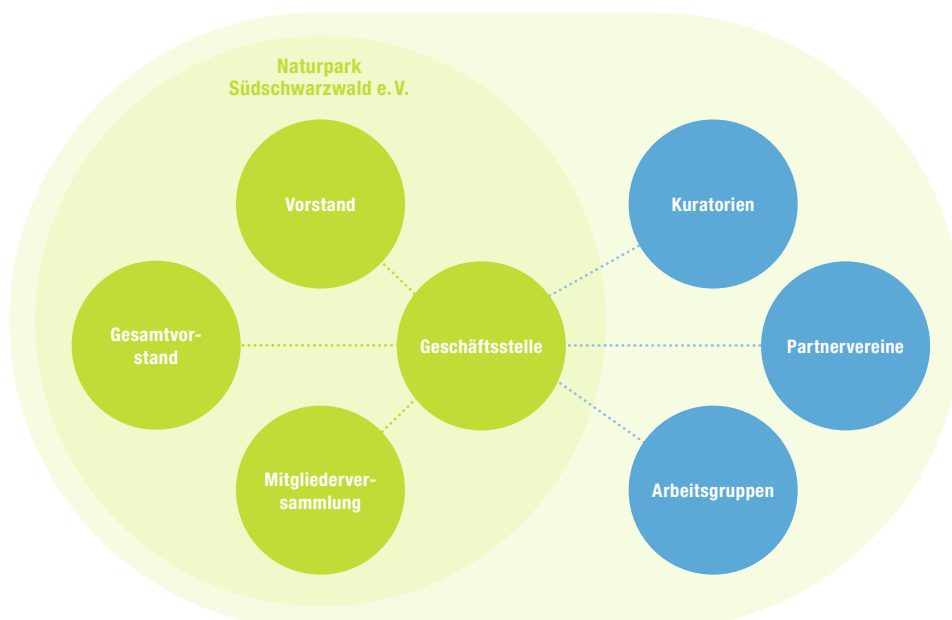 Naturpark
Südschwarzwald e. V.
Vorstand
Kuratorien
Gesamtvor-
stand
Geschäftsstelle
Partnervereine
Mitgliederver-
sammlung
Arbeitsgruppen